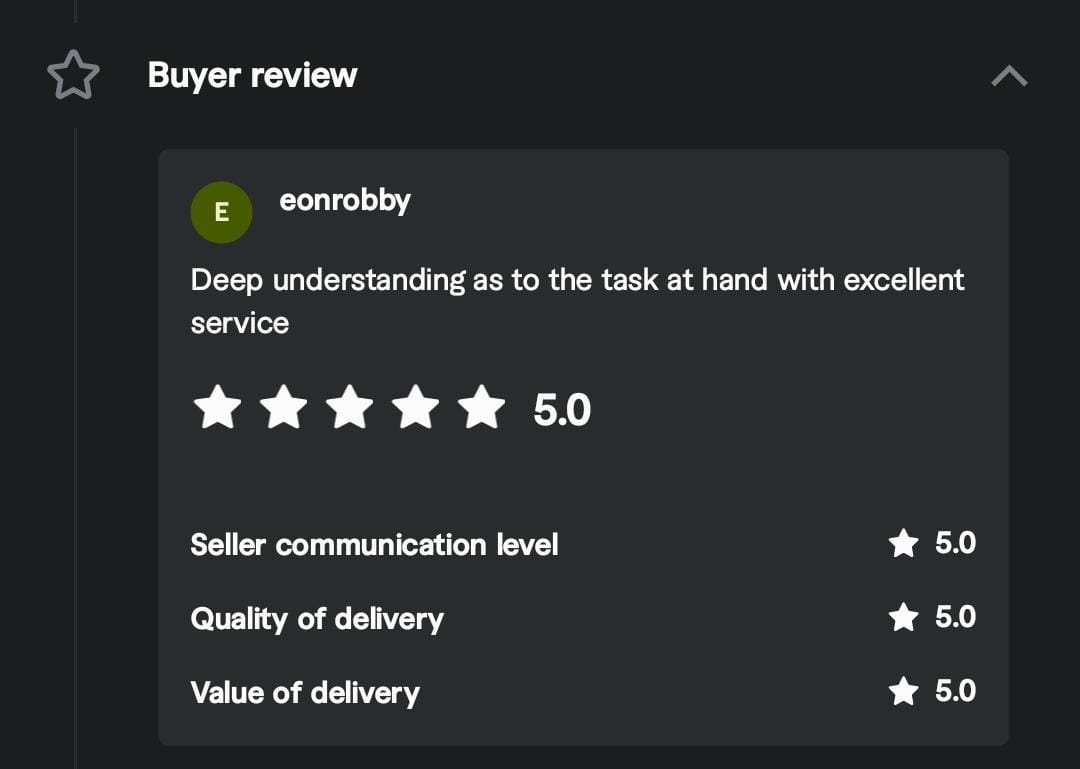 Buyer review
E
eonrobby
Deep understanding as to the task at hand with excellent
service
5.0
Seller communication level 5.0
Quality of delivery 5.0
Value of delivery 5.0